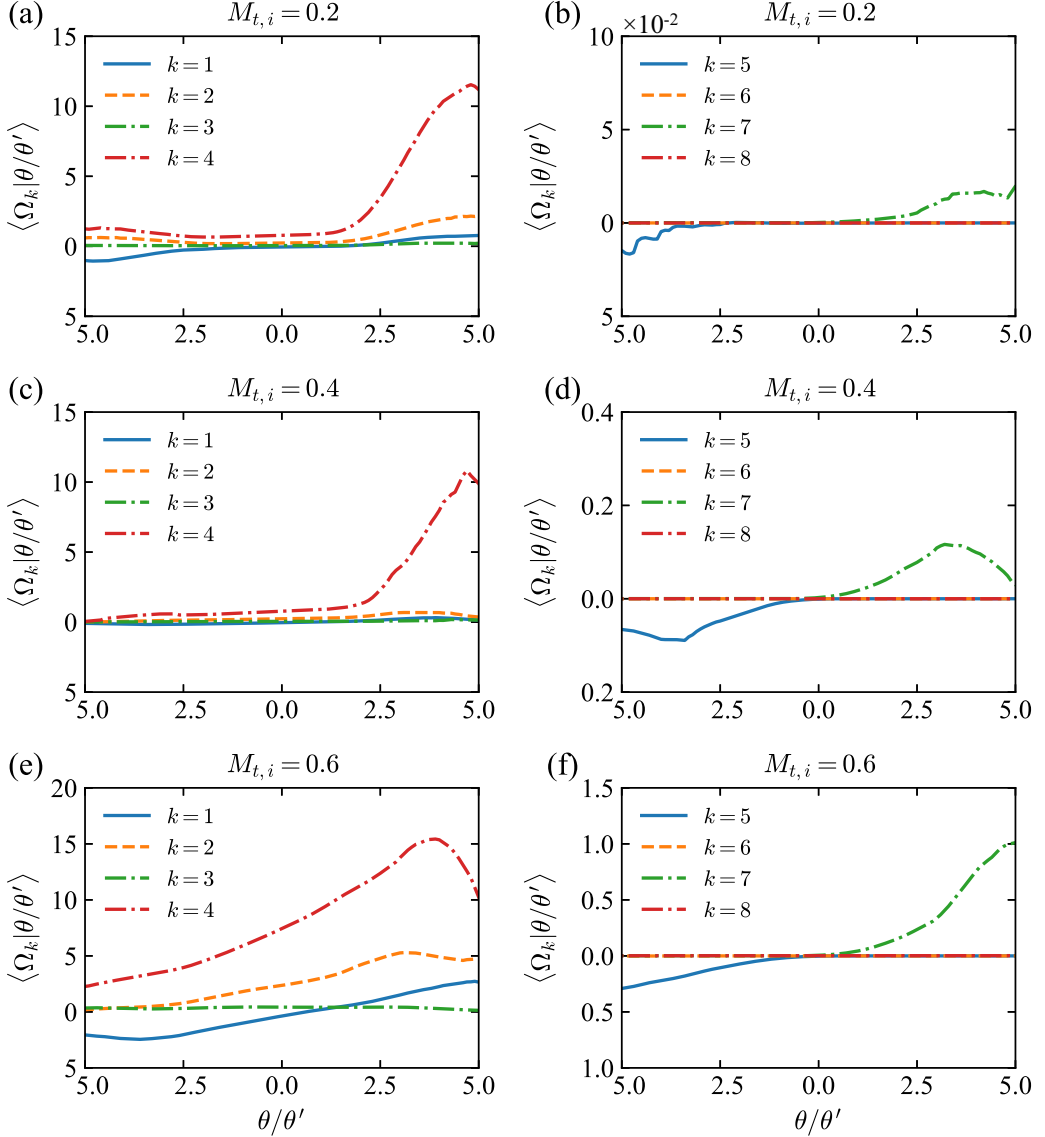 (a)
M_{t, i} = 0.2
15
10
5
0
5
5.0
2.5
0.0
2.5
5.0
⟨Ω_k|θ/θ′⟩
k = 1
k = 2
k = 3
k = 4
(b)
M_{t, i} = 0.2
×10⁻²
10
5
0
5
5.0
2.5
0.0
2.5
5.0
⟨Ω_k|θ/θ′⟩
k = 5
k = 6
k = 7
k = 8
(c)
M_{t, i} = 0.4
15
10
5
0
5
5.0
2.5
0.0
2.5
5.0
⟨Ω_k|θ/θ′⟩
k = 1
k = 2
k = 3
k = 4
(d)
M_{t, i} = 0.4
0.4
0.2
0.0
0.2
5.0
2.5
0.0
2.5
5.0
⟨Ω_k|θ/θ′⟩
k = 5
k = 6
k = 7
k = 8
(e)
M_{t, i} = 0.6
20
15
10
5
0
5
5.0
2.5
0.0
2.5
5.0
⟨Ω_k|θ/θ′⟩
θ/θ′
k = 1
k = 2
k = 3
k = 4
(f)
M_{t, i} = 0.6
1.5
1.0
0.5
0.0
0.5
1.0
5.0
2.5
0.0
2.5
5.0
⟨Ω_k|θ/θ′⟩
θ/θ′
k = 5
k = 6
k = 7
k = 8